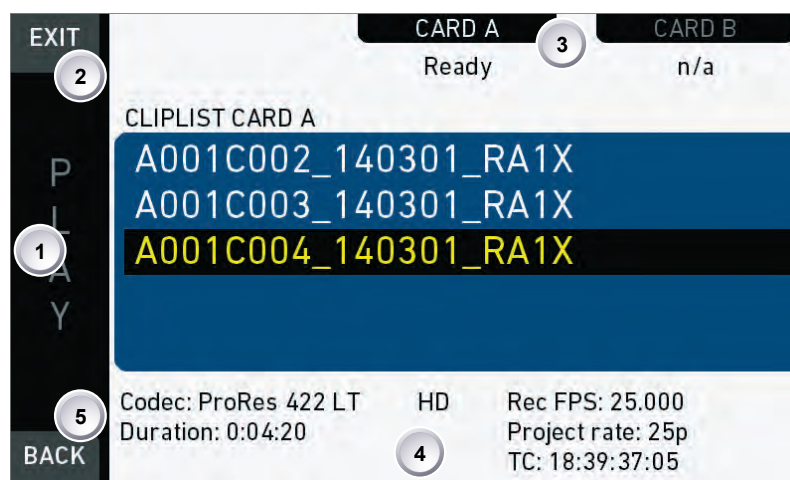 EXIT
2
CARD A
3
CARD B
Ready
n/a
CLIPLIST CARD A
A001C002_140301_RA1X
A001C003_140301_RA1X
A001C004_140301_RA1X
PLAY
1
Codec: ProRes 422 LT HD Rec FPS: 25.000
Duration: 0:04:20 Project rate: 25p
TC: 18:39:37:05
4
5
BACK